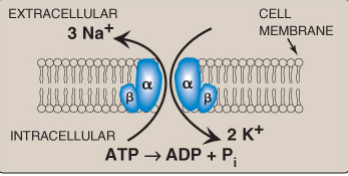 EXTRACELLULAR
3 Na+
CELL
MEMBRANE
α
α
β
β
INTRACELLULAR
2 K+
ATP → ADP + Pi